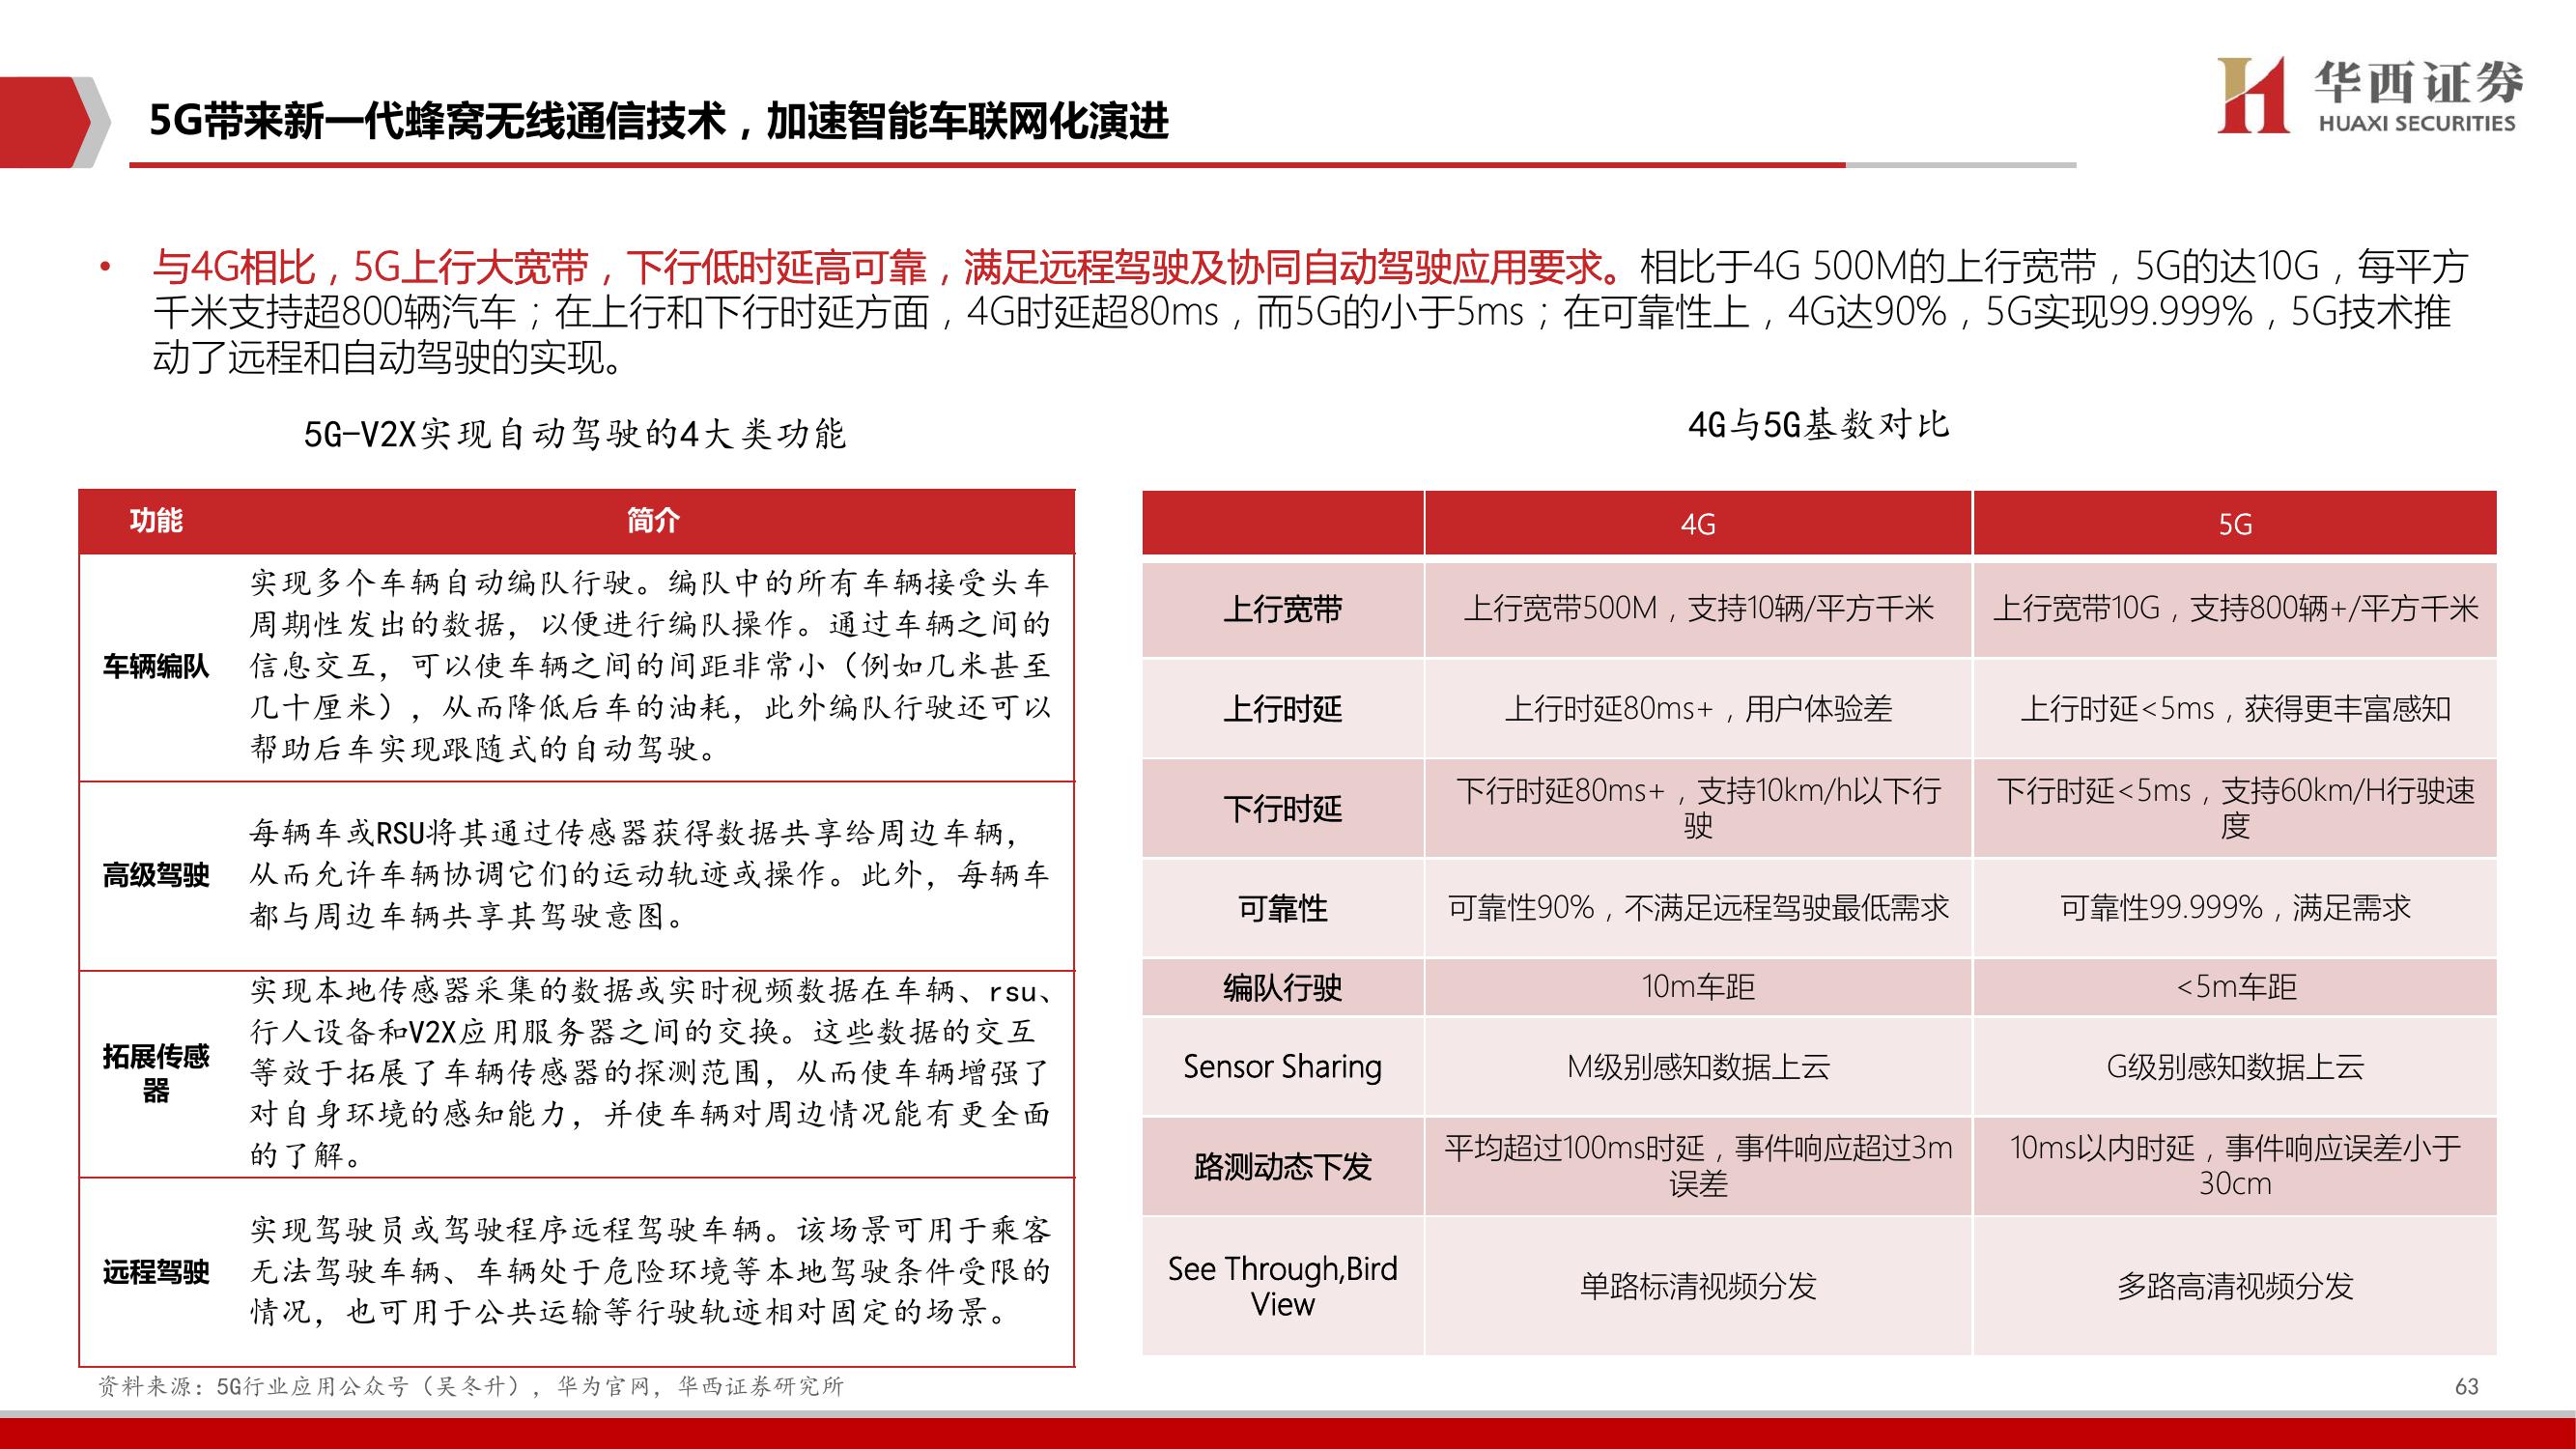 5G带来新一代蜂窝无线通信技术，加速智能车联网化演进
华西证券
HUAXI SECURITIES
• 与4G相比，5G上行大宽带，下行低时延高可靠，满足远程驾驶及协同自动驾驶应用要求。相比于4G 500M的上行宽带，5G的达10G，每平方
千米支持超800辆汽车；在上行和下行时延方面，4G时延超80ms，而5G的小于5ms；在可靠性上，4G达90%，5G实现99.999%，5G技术推
动了远程和自动驾驶的实现。
5G-V2X实现自动驾驶的4大类功能
功能 简介
车辆编队
实现多个车辆自动编队行驶。编队中的所有车辆接受头车
周期性发出的数据，以便进行编队操作。通过车辆之间的
信息交互，可以使车辆之间的间距非常小（例如几米甚至
几十厘米），从而降低后车的油耗，此外编队行驶还可以
帮助后车实现跟随式的自动驾驶。
高级驾驶
每辆车或RSU将其通过传感器获得数据共享给周边车辆，
从而允许车辆协调它们的运动轨迹或操作。此外，每辆车
都与周边车辆共享其驾驶意图。
拓展传感
器
实现本地传感器采集的数据或实时视频数据在车辆、rsu、
行人设备和V2X应用服务器之间的交换。这些数据的交互
等效于拓展了车辆传感器的探测范围，从而使车辆增强了
对自身环境的感知能力，并使车辆对周边情况能有更全面
的了解。
远程驾驶
实现驾驶员或驾驶程序远程驾驶车辆。该场景可用于乘客
无法驾驶车辆、车辆处于危险环境等本地驾驶条件受限的
情况，也可用于公共运输等行驶轨迹相对固定的场景。
4G与5G基数对比
4G 5G
上行宽带 上行宽带500M，支持10辆/平方千米 上行宽带10G，支持800辆+/平方千米
上行时延 上行时延80ms+，用户体验差 上行时延<5ms，获得更丰富感知
下行时延
下行时延80ms+，支持10km/h以下行
驶
下行时延<5ms，支持60km/H行驶速
度
可靠性 可靠性90%，不满足远程驾驶最低需求 可靠性99.999%，满足需求
编队行驶 10m车距 <5m车距
Sensor Sharing M级别感知数据上云 G级别感知数据上云
路测动态下发
平均超过100ms时延，事件响应超过3m
误差
10ms以内时延，事件响应误差小于
30cm
See Through,Bird
View
单路标清视频分发 多路高清视频分发
资料来源：5G行业应用公众号（吴冬升），华为官网，华西证券研究所
63